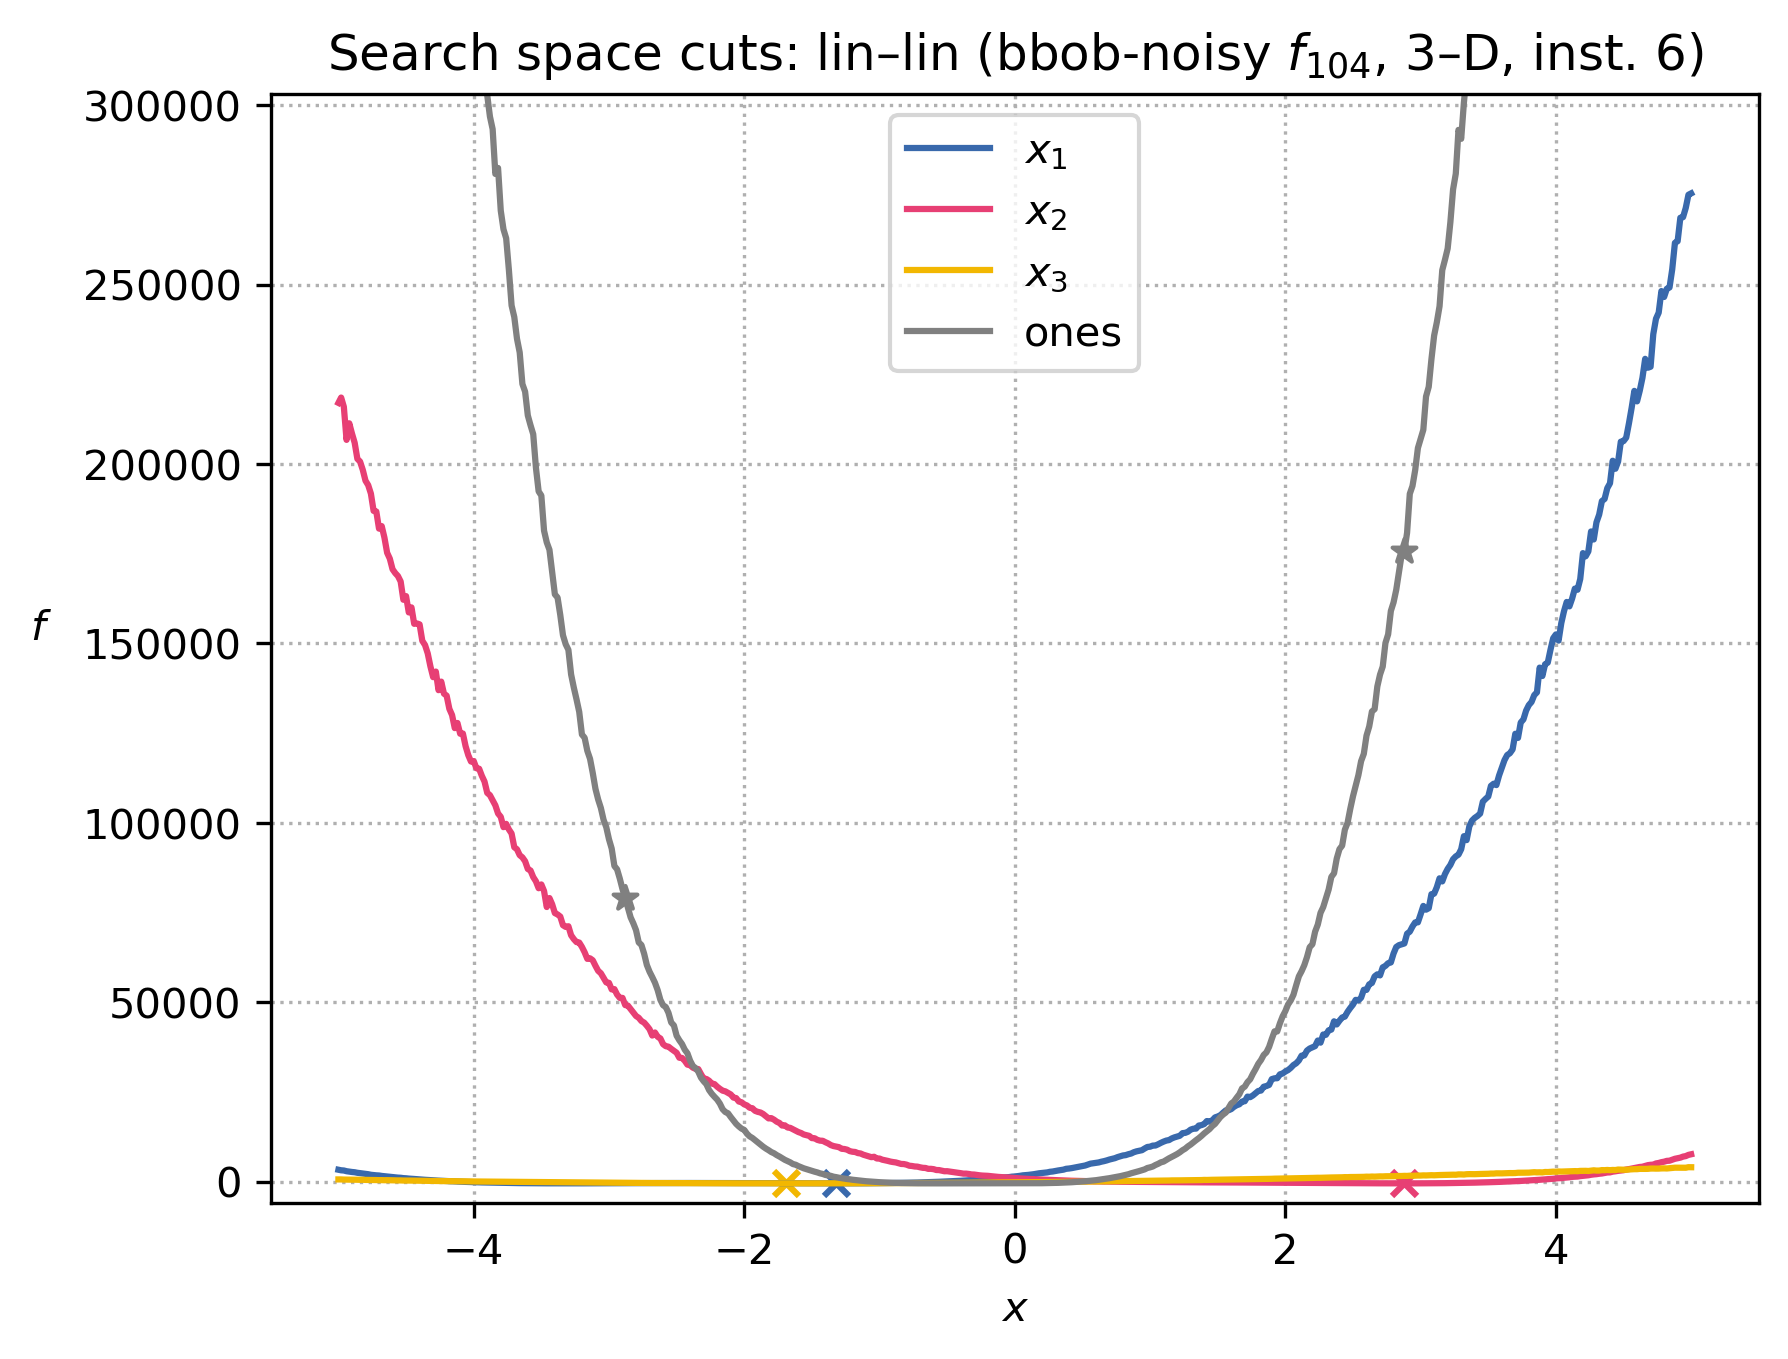 Search space cuts: lin–lin (bbob-noisy f104, 3–D, inst. 6)
300000
250000
200000
150000
100000
50000
0
f
x1
x2
x3
ones
−4
−2
0
2
4
x